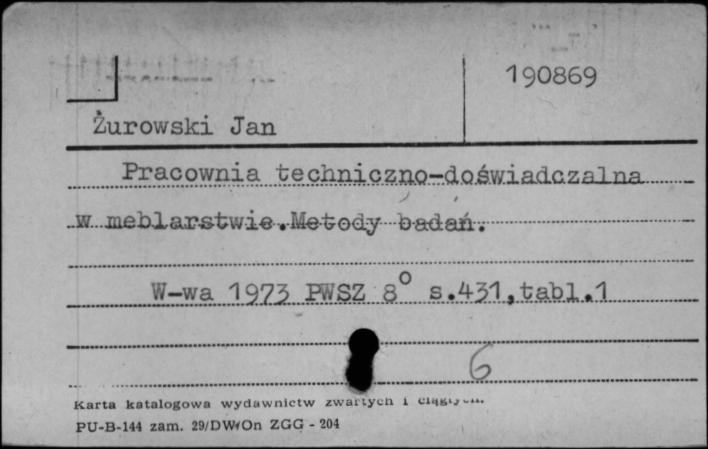 190869
Żurowski Jan
Pracownia techniczno-doświadczalna
w meblarstwie.Metody badań.
W-wa 1973 PWSZ 8° s.431,tabl.1
6
Karta katalogowa wydawnictw zwartych i ciągłych.
PU-B-144 zam. 29/DW/On ZGG - 204